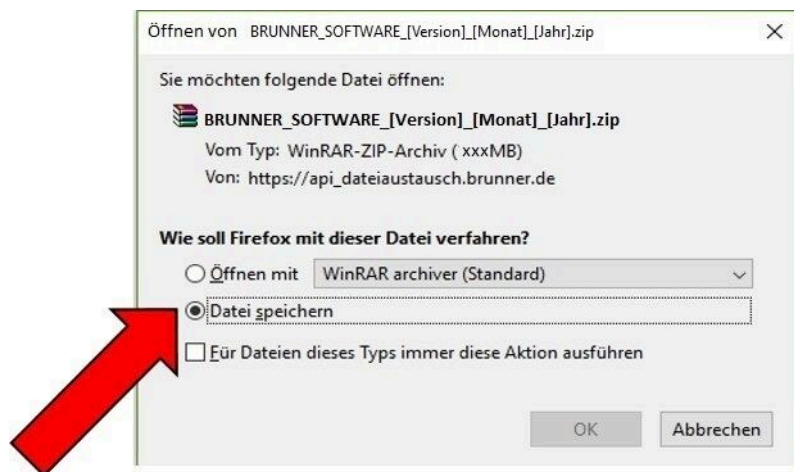 Öffnen von BRUNNER_SOFTWARE_[Version]_[Monat]_[Jahr].zip
Sie möchten folgende Datei öffnen:
BRUNNER_SOFTWARE_[Version]_[Monat]_[Jahr].zip
Vom Typ: WinRAR-ZIP-Archiv ( xxxMB)
Von: https://api_dateiaustausch.brunner.de
Wie soll Firefox mit dieser Datei verfahren?
Öffnen mit WinRAR archiver (Standard)
Datei speichern
Für Dateien dieses Typs immer diese Aktion ausführen
OK Abbrechen